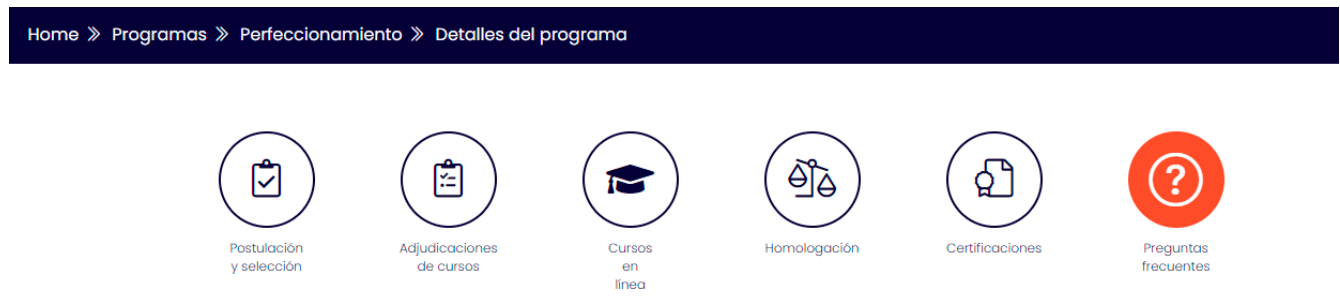 Home » Programas » Perfeccionamiento » Detalles del programa
Postulación
y selección
Adjudicaciones
de cursos
Cursos
en
línea
Homologación
Certificaciones
?
Preguntas
frecuentes